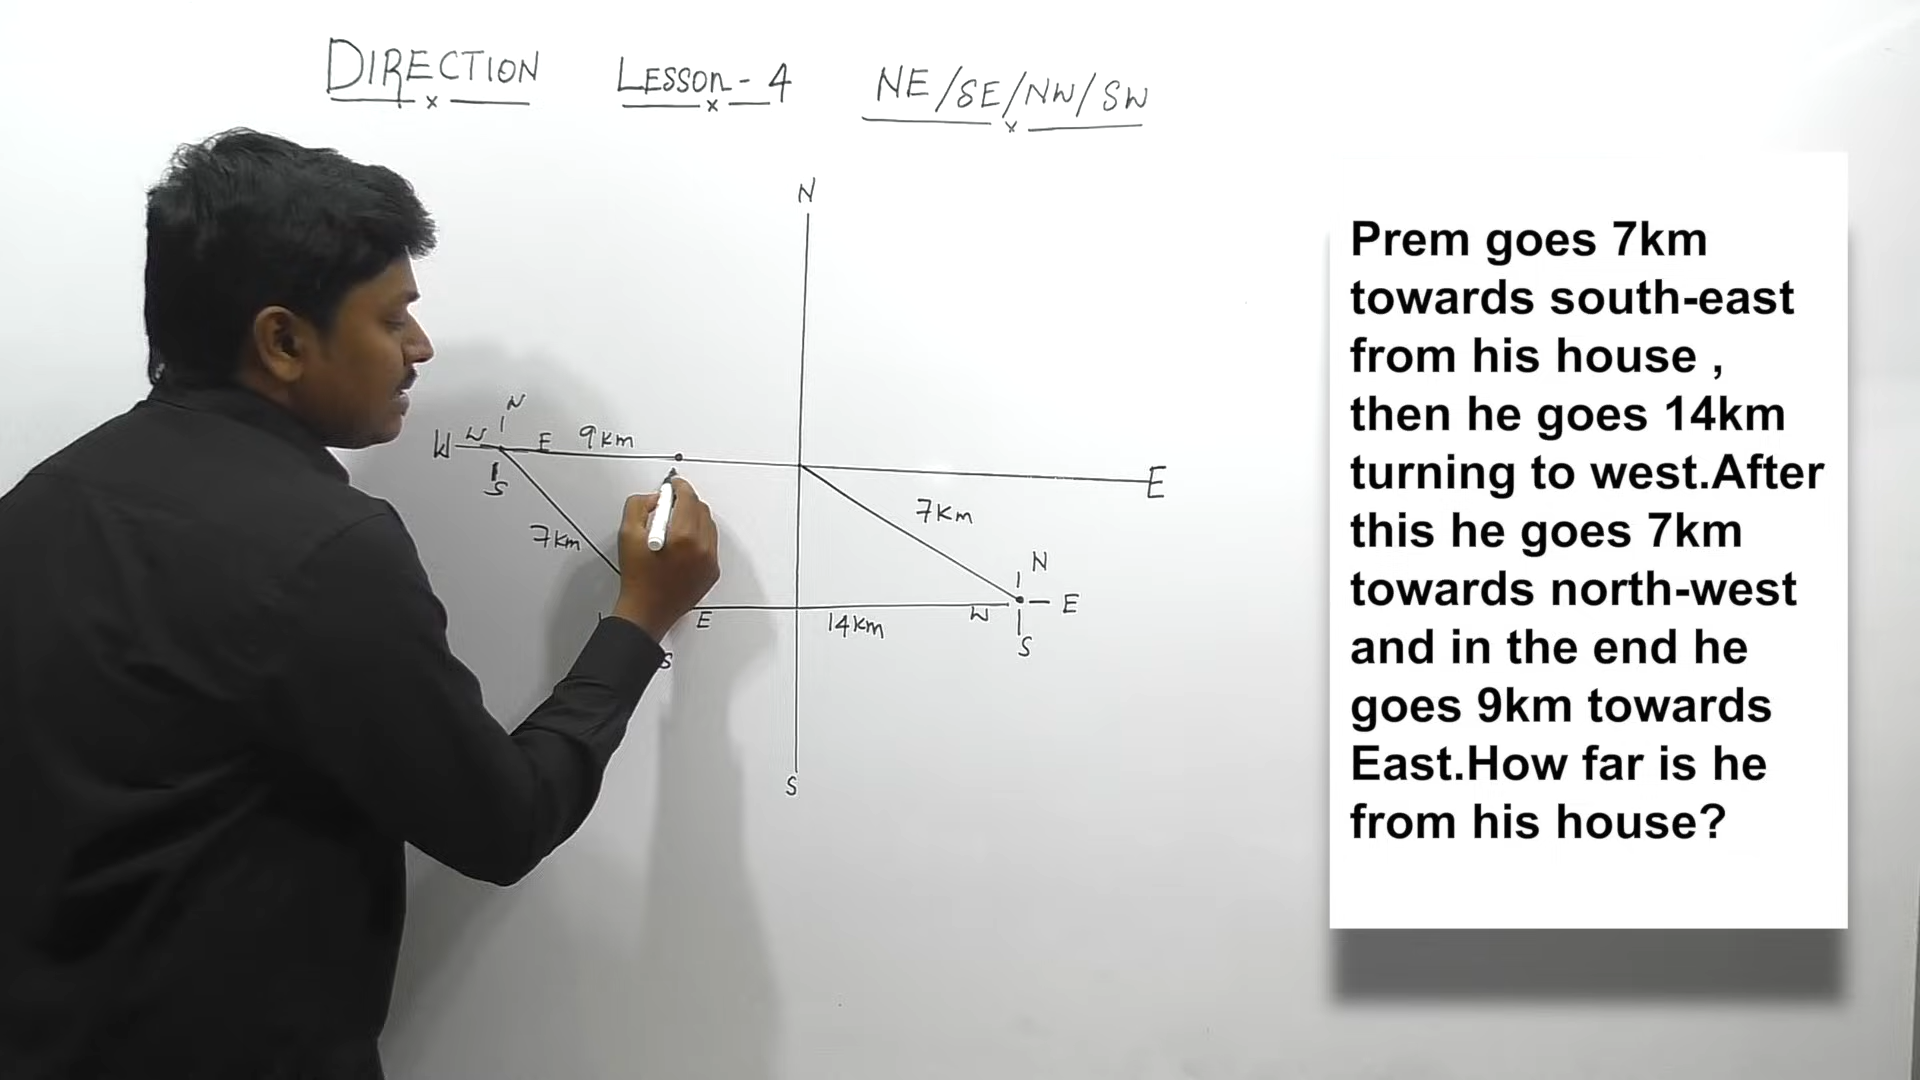 DIRECTION LESSON - 4 NE/SE/NW/SW
N
N
W W E 9km
S
E
7km
7km
N
E
E 14km W
S
S
S
Prem goes 7km
towards south-east
from his house ,
then he goes 14km
turning to west.After
this he goes 7km
towards north-west
and in the end he
goes 9km towards
East.How far is he
from his house?